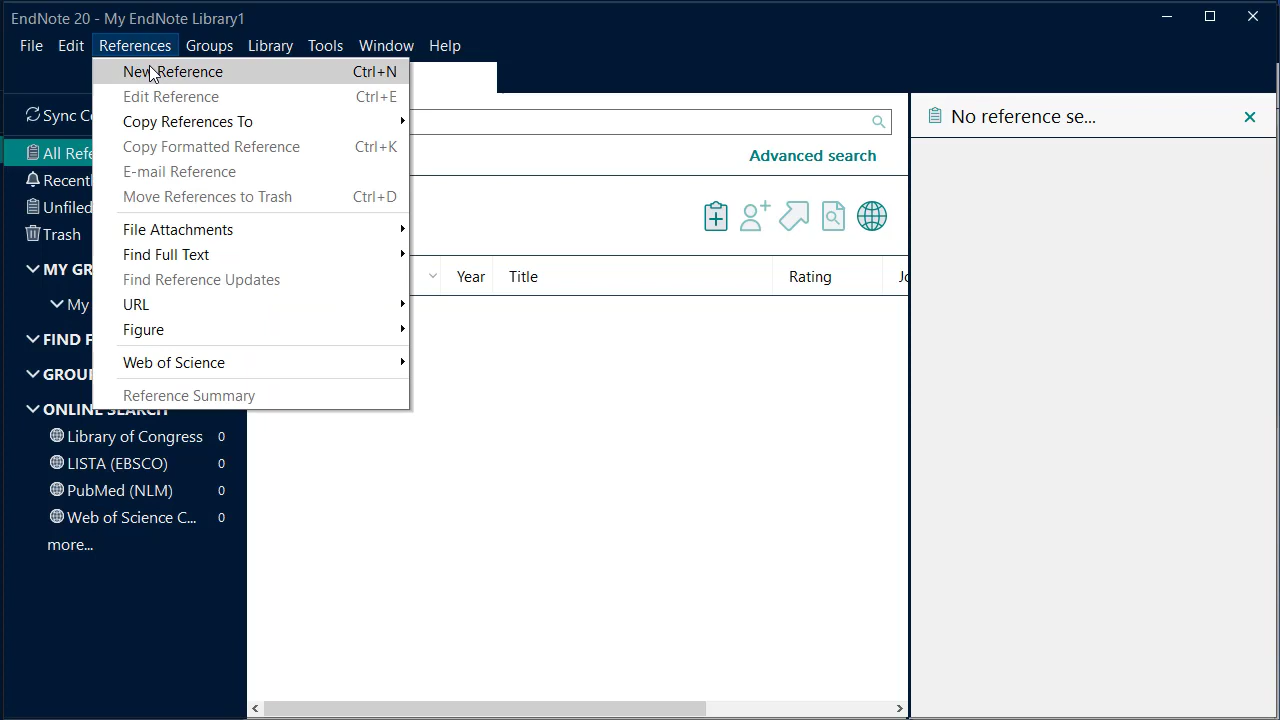 EndNote 20 - My EndNote Library1
File Edit References Groups Library Tools Window Help
New Reference Ctrl+N
Edit Reference Ctrl+E
Copy References To
Copy Formatted Reference Ctrl+K
E-mail Reference
Move References to Trash Ctrl+D
File Attachments
Find Full Text
Find Reference Updates
URL
Figure
Web of Science
Reference Summary
Sync C
All Refe
Recentl
Unfiled
Trash
MY GR
My
FIND F
GROU
ONLINE SEARCH
Library of Congress 0
LISTA (EBSCO) 0
PubMed (NLM) 0
Web of Science C... 0
more...
Advanced search
Year Title Rating Jo
No reference se...